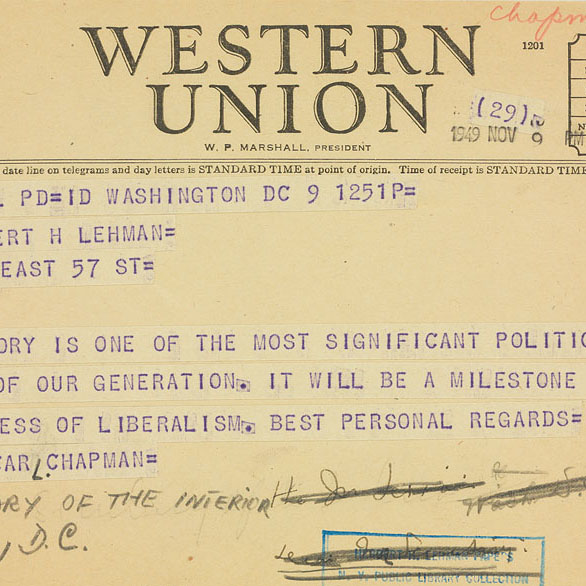 Chapm
WESTERN
1201
UNION
(29)
W. P. MARSHALL, PRESIDENT
1949 NOV 9 PM
date line on telegrams and day letters is STANDARD TIME at point of origin. Time of receipt is STANDARD TIME
PD=ID WASHINGTON DC 9 1251P=
ERT H LEHMAN=
EAST 57 ST=
ORY IS ONE OF THE MOST SIGNIFICANT POLITIC
OF OUR GENERATION. IT WILL BE A MILESTONE
ESS OF LIBERALISM. BEST PERSONAL REGARDS=
CAR L. CHAPMAN=
ARY OF THE INTERIOR
, D.C.
LEHMAN
N. Y. PUBLIC LIBRARY COLLECTION